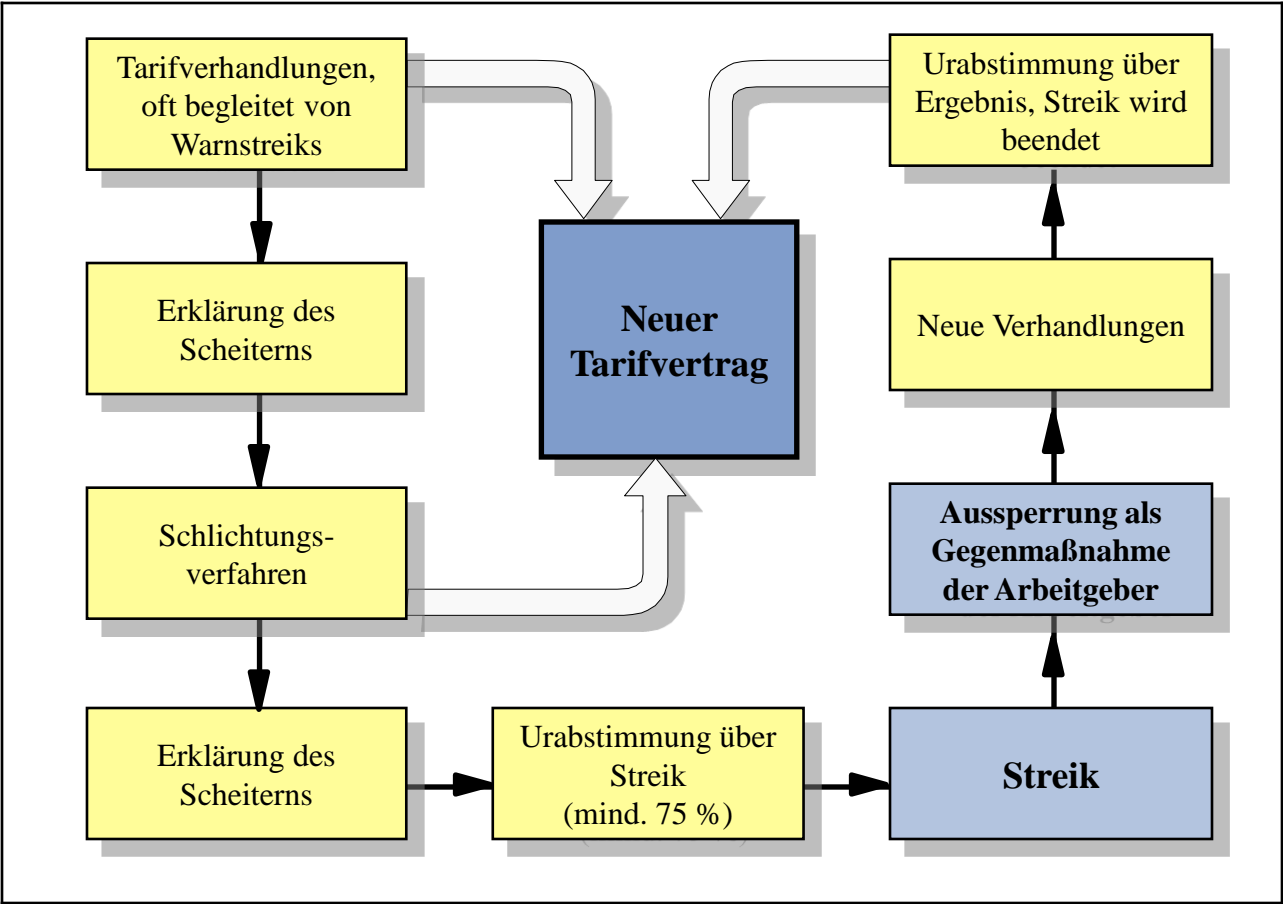 Tarifverhandlungen,
oft begleitet von
Warnstreiks
Erklärung des
Scheiterns
Schlichtungs-
verfahren
Erklärung des
Scheiterns
Urabstimmung über
Streik
(mind. 75 %)
Streik
Aussperrung als
Gegenmaßnahme
der Arbeitgeber
Neue Verhandlungen
Urabstimmung über
Ergebnis, Streik wird
beendet
Neuer
Tarifvertrag